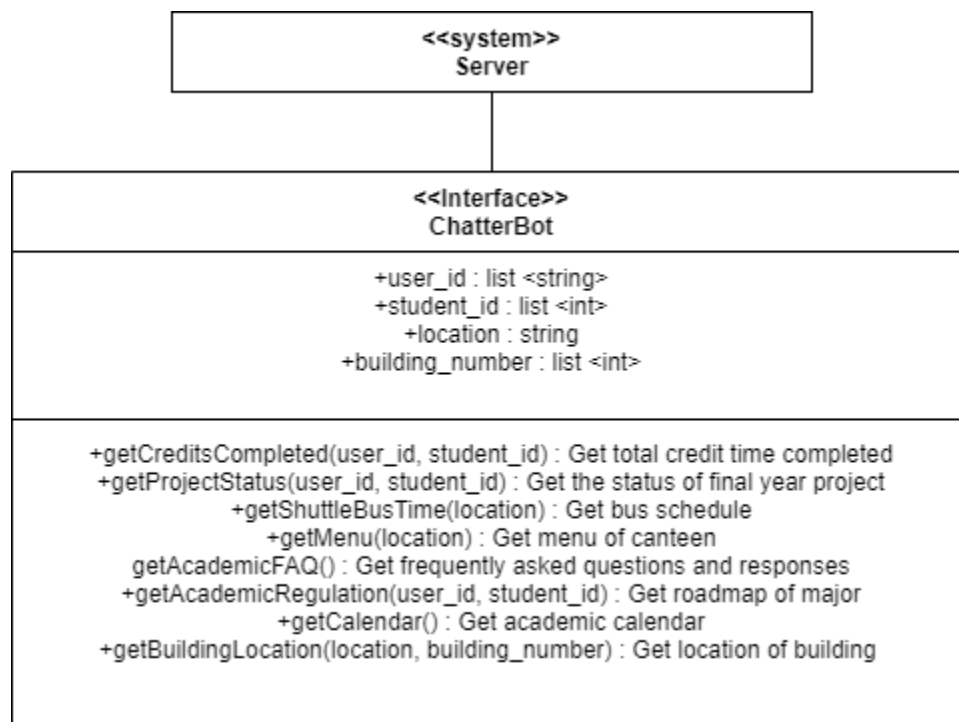 <<system>>
Server
<<Interface>>
ChatterBot
+user_id : list <string>
+student_id : list <int>
+location : string
+building_number : list <int>
+getCreditsCompleted(user_id, student_id) : Get total credit time completed
+getProjectStatus(user_id, student_id) : Get the status of final year project
+getShuttleBusTime(location) : Get bus schedule
+getMenu(location) : Get menu of canteen
getAcademicFAQ() : Get frequently asked questions and responses
+getAcademicRegulation(user_id, student_id) : Get roadmap of major
+getCalendar() : Get academic calendar
+getBuildingLocation(location, building_number) : Get location of building